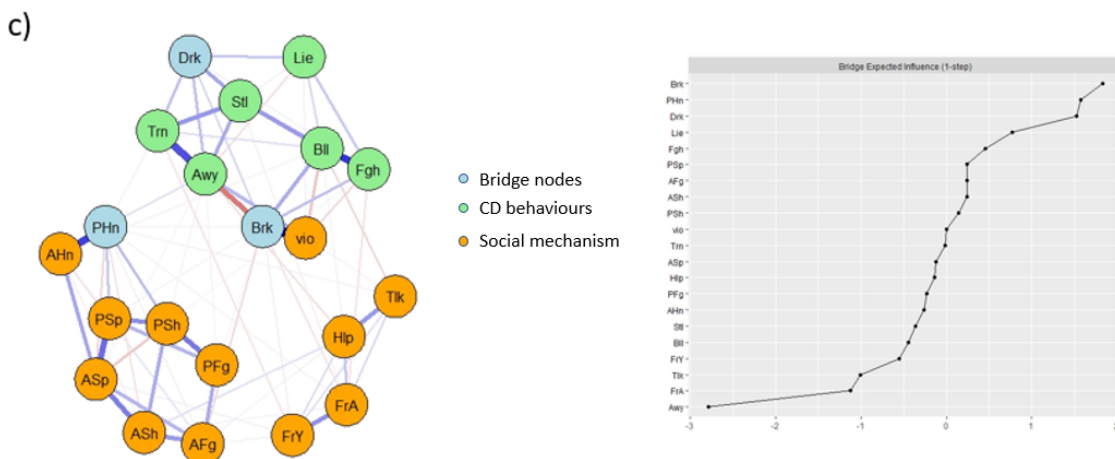 c)
Drk
Lie
Stl
Trn
Bll
Fgh
Awy
PHn
Brk
vio
AHn
Tlk
PSp
PSh
Hlp
PFg
ASp
FrA
ASh
AFg
FrY
Bridge nodes
CD behaviours
Social mechanism
Bridge Expected Influence (1-step)
Brk
PHn
Drk
Lie
Fgh
PSp
AFg
ASh
PSh
vio
Trn
ASp
Hlp
PFg
AHn
Stl
Bll
FrY
Tlk
FrA
Awy
-3 -2 -1 0 1 2